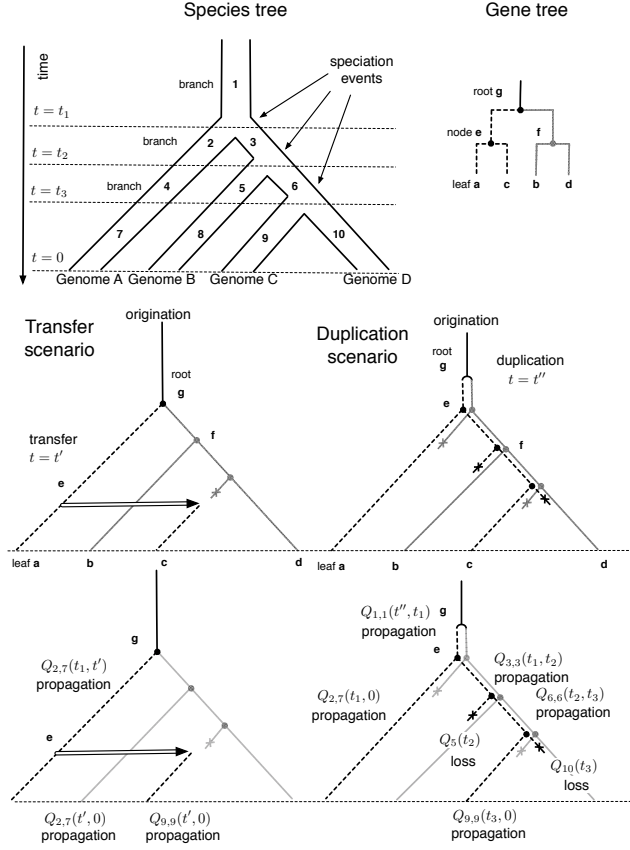 Species tree
Gene tree
time
speciation
events
branch 1
t = t₁
branch 2 3
t = t₂
branch 4 5 6
t = t₃
7 8 9 10
t = 0
Genome A Genome B Genome C Genome D
root g
node e f
leaf a c b d
Transfer
scenario
origination
root
g
f
transfer
t = t′
e
leaf a b c d
Duplication
scenario
origination
root
g
duplication
t = t″
e
f
leaf a b c d
g
Q₂,₇(t₁, t′)
propagation
e
Q₂,₇(t′, 0)
propagation
Q₉,₉(t′, 0)
propagation
g
Q₁,₁(t″, t₁)
propagation
e
Q₃,₃(t₁, t₂)
propagation
Q₂,₇(t₁, 0)
propagation
Q₆,₆(t₂, t₃)
propagation
Q₅(t₂)
loss
Q₁₀(t₃)
loss
Q₉,₉(t₃, 0)
propagation